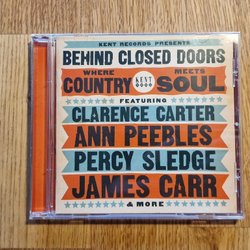 KENT RECORDS PRESENTS
BEHIND CLOSED DOORS
WHERE KENT MEETS
COUNTRY SOUL
FEATURING
CLARENCE CARTER
ANN PEEBLES
PERCY SLEDGE
JAMES CARR
& MORE